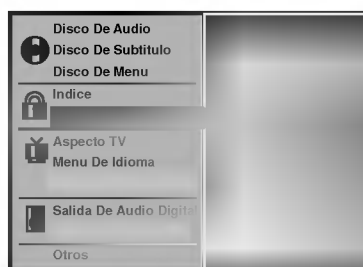 Disco De Audio
Disco De Subtitulo
Disco De Menu
Indice
Aspecto TV
Menu De Idioma
Salida De Audio Digital
Otros